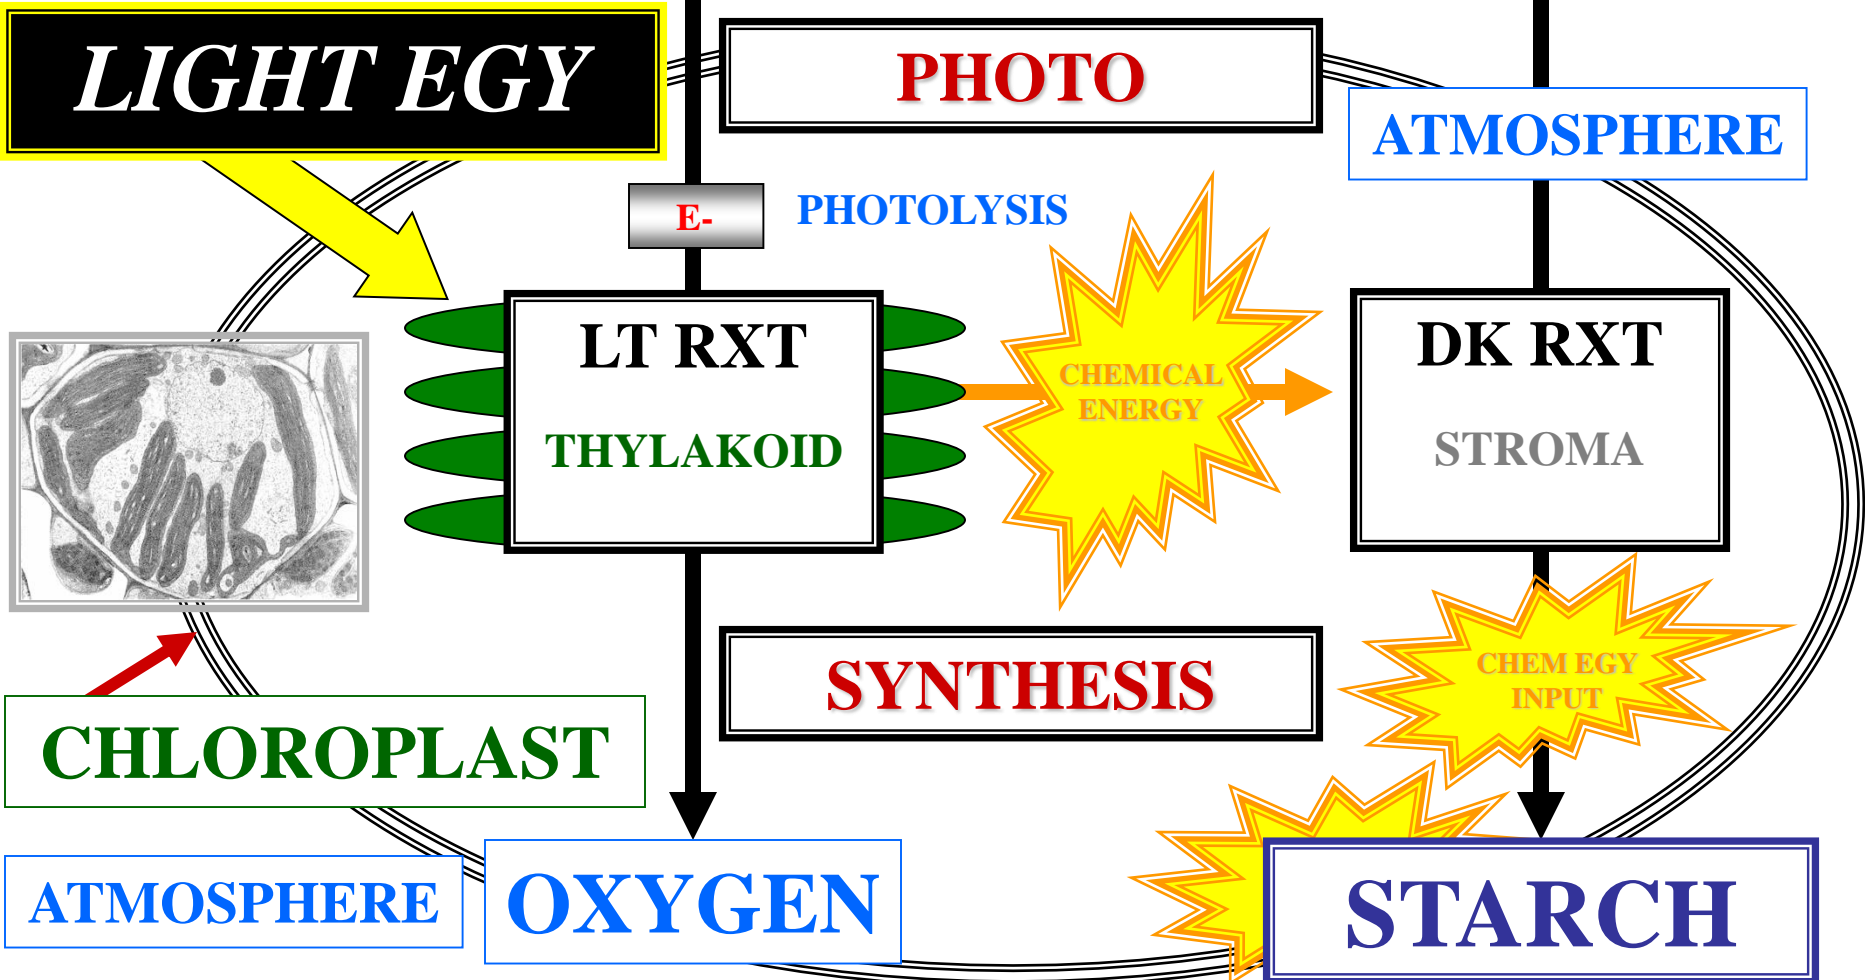 LIGHT EGY
PHOTO
ATMOSPHERE
E-
PHOTOLYSIS
LT RXT
THYLAKOID
CHEMICAL
ENERGY
DK RXT
STROMA
SYNTHESIS
CHEM EGY
INPUT
CHLOROPLAST
ATMOSPHERE
OXYGEN
STARCH